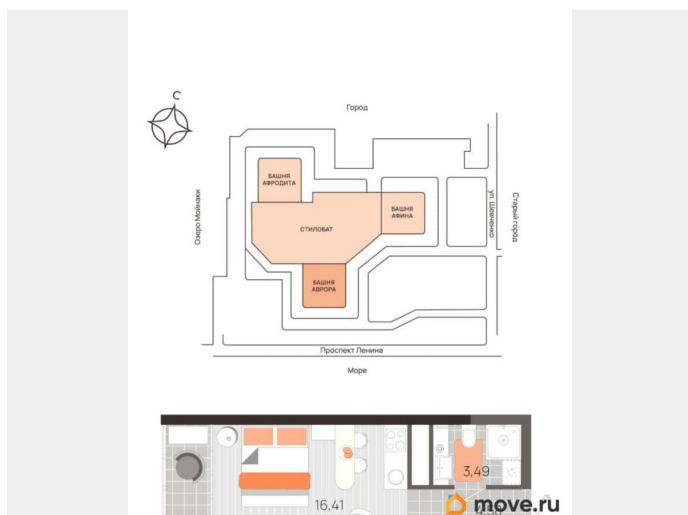 С
Город
БАШНЯ
АФРОДИТА
Озеро Мойнаки
СТИЛОБАТ
БАШНЯ
АФИНА
ул. Шевченко
Старый город
БАШНЯ
АВРОРА
Проспект Ленина
Море
3,49
16,41
move.ru